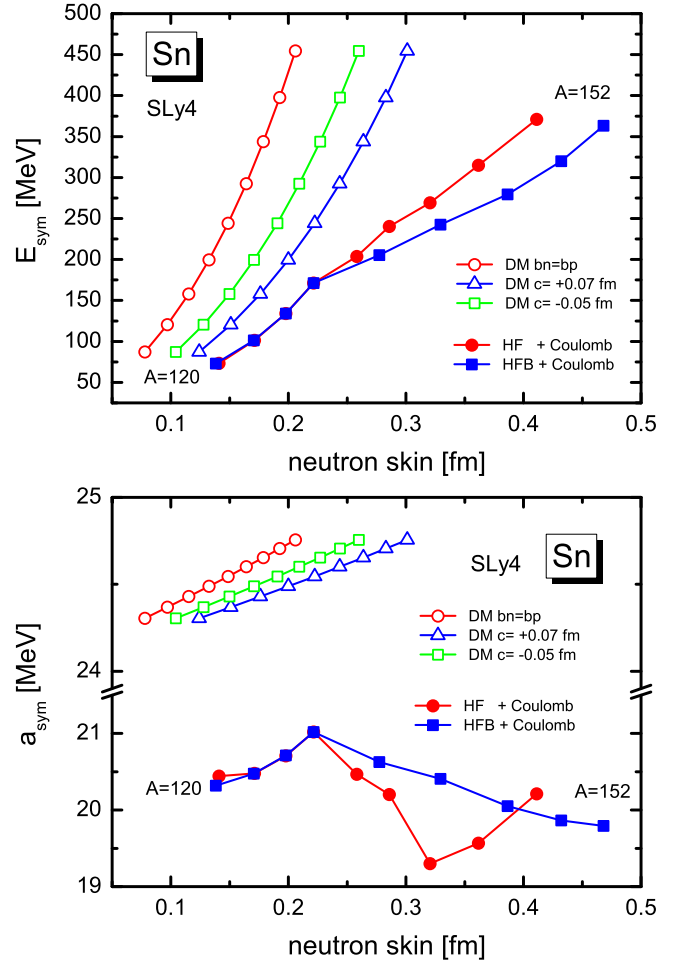 500
450
400
350
300
250
200
150
100
50
E_sym [MeV]
Sn
SLy4
A=152
DM bn=bp
DM c= +0.07 fm
DM c= -0.05 fm
HF + Coulomb
HFB + Coulomb
A=120
0.1 0.2 0.3 0.4 0.5
neutron skin [fm]
25
24
21
20
19
a_sym [MeV]
SLy4 Sn
DM bn=bp
DM c= +0.07 fm
DM c= -0.05 fm
HF + Coulomb
HFB + Coulomb
A=120
A=152
0.1 0.2 0.3 0.4 0.5
neutron skin [fm]